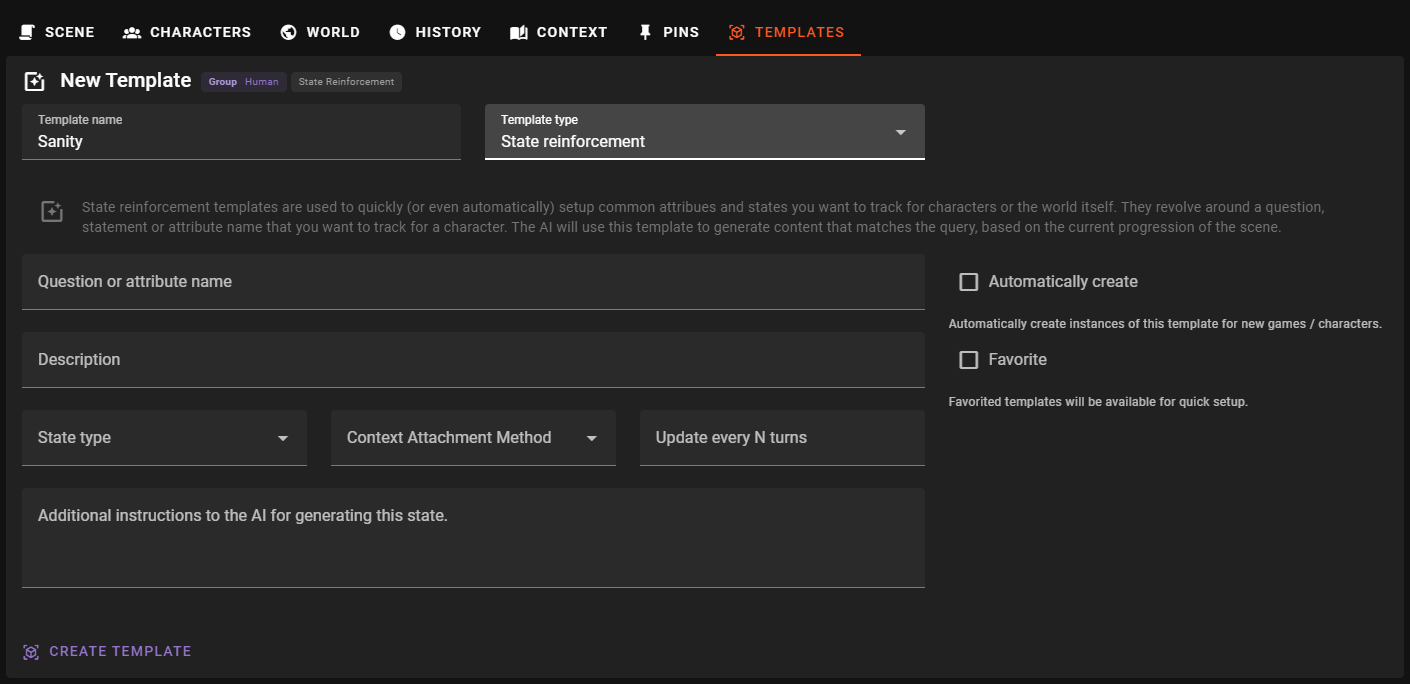 SCENE CHARACTERS WORLD HISTORY CONTEXT PINS TEMPLATES
New Template Group Human State Reinforcement
Template name
Sanity
Template type
State reinforcement
State reinforcement templates are used to quickly (or even automatically) setup common attribues and states you want to track for characters or the world itself. They revolve around a question,
statement or attribute name that you want to track for a character. The AI will use this template to generate content that matches the query, based on the current progression of the scene.
Question or attribute name
Automatically create
Automatically create instances of this template for new games / characters.
Description
Favorite
Favorited templates will be available for quick setup.
State type Context Attachment Method Update every N turns
Additional instructions to the AI for generating this state.
CREATE TEMPLATE